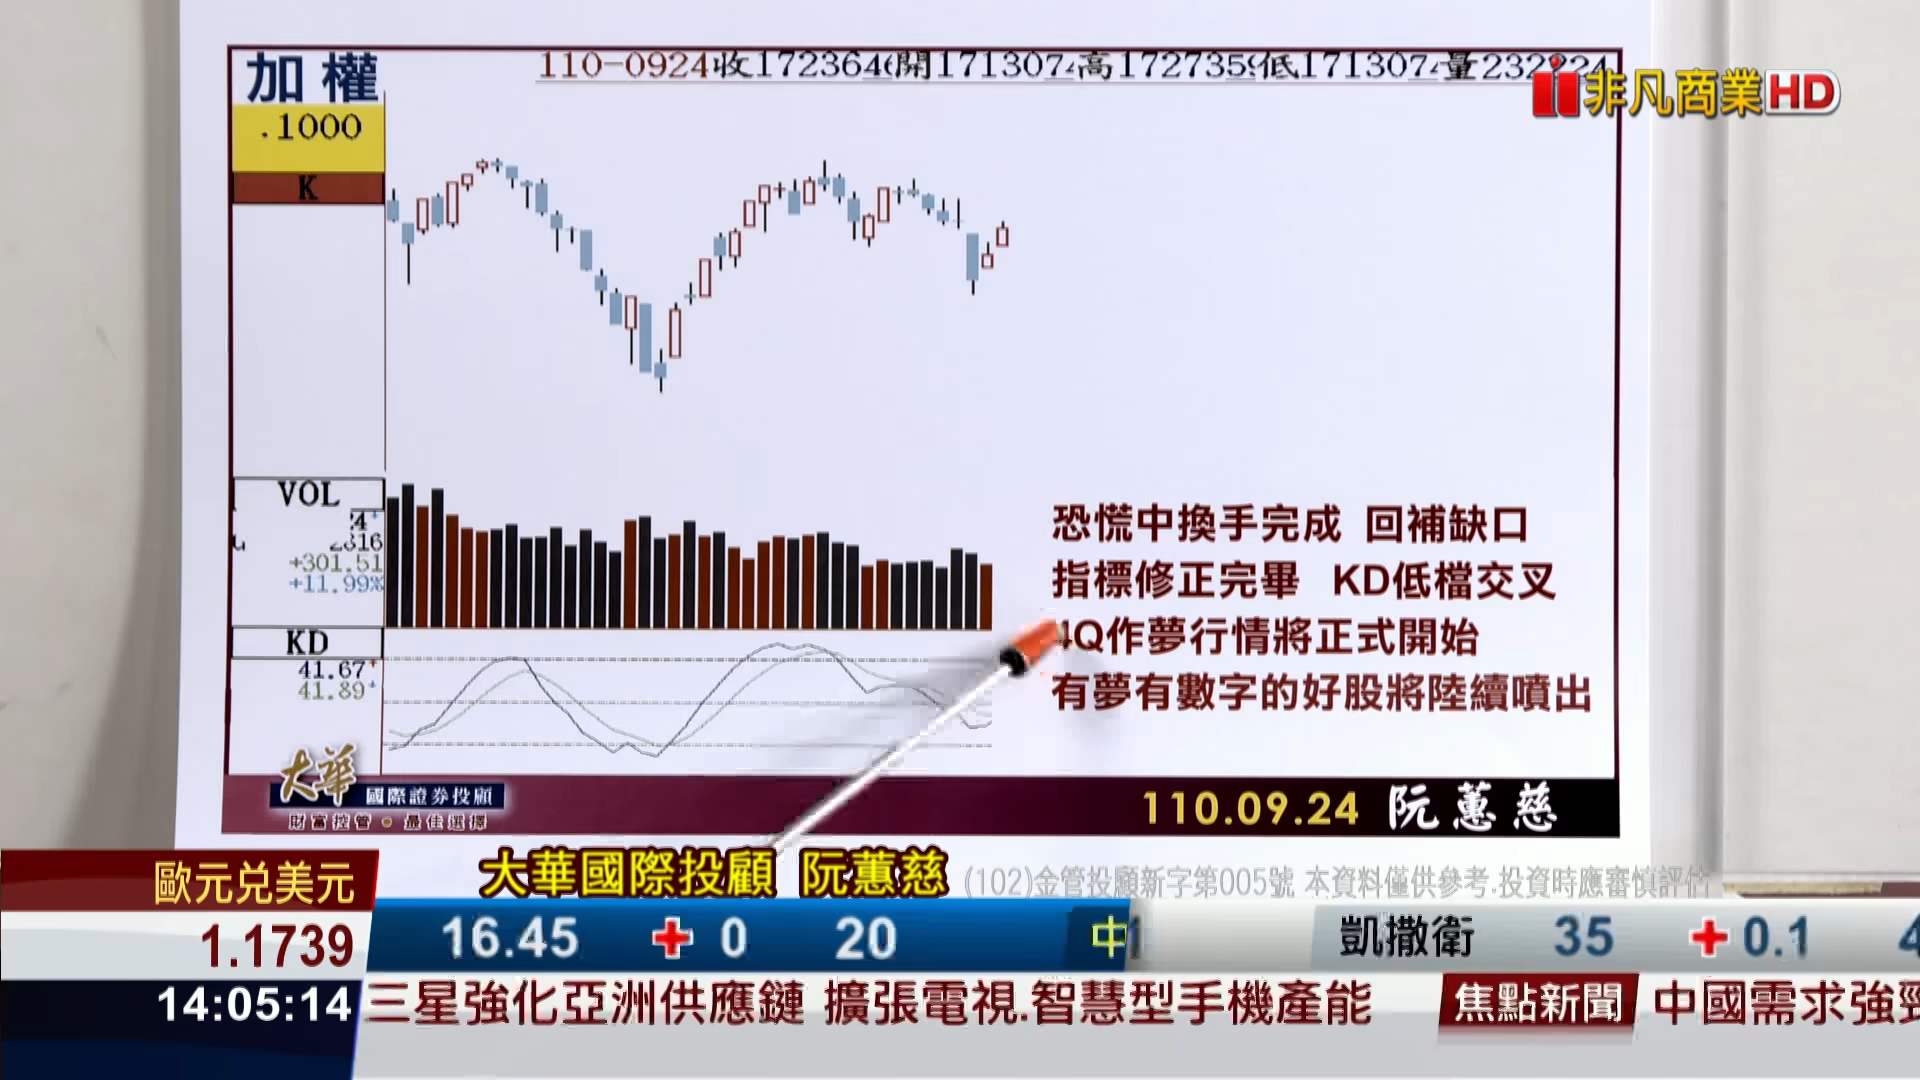 加權
110-0924收172364 開171307 高172735 低171307 量232
非凡商業HD
.1000
K
VOL
+301.51
+11.99%
恐慌中換手完成 回補缺口
指標修正完畢 KD低檔交叉
4Q作夢行情將正式開始
有夢有數字的好股將陸續噴出
KD
41.67
41.89
大華國際證券投顧
財富控管 最佳選擇
110.09.24 阮蕙慈
歐元兌美元
大華國際投顧 阮蕙慈
(102)金管投顧新字第005號 本資料僅供參考.投資時應審慎評估
1.1739
16.45 + 0 20 中 凱撒衛 35 + 0.1
14:05:14
三星強化亞洲供應鏈 擴張電視.智慧型手機產能 焦點新聞 中國需求強